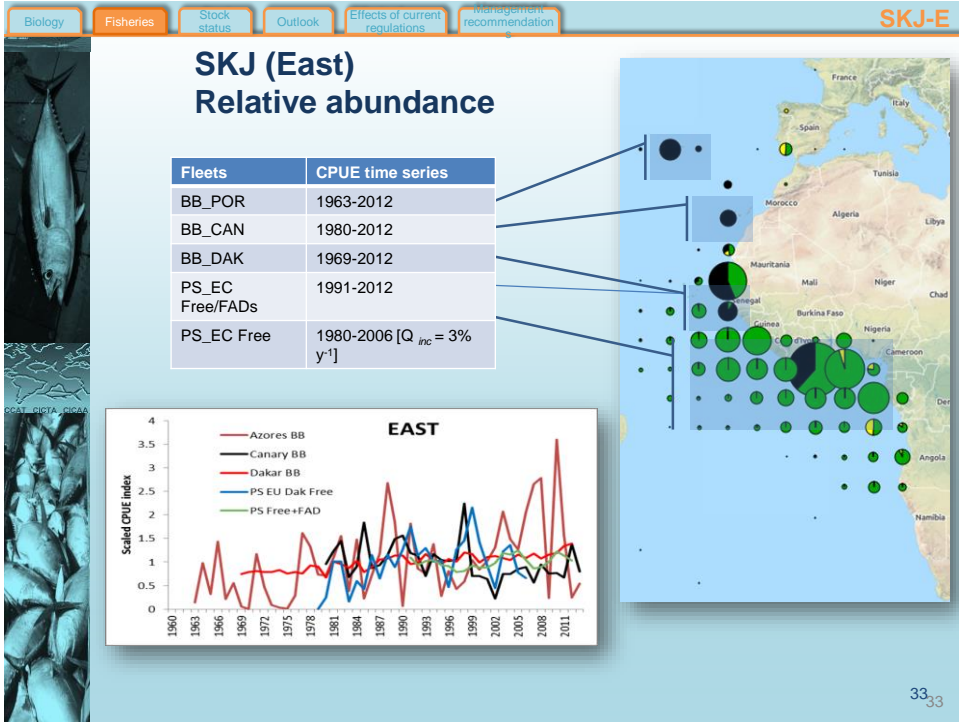 Biology
Fisheries
Stock
status
Outlook
Effects of current
regulations
Management
recommendation
s
SKJ-E
SKJ (East)
Relative abundance
Fleets CPUE time series
BB_POR 1963-2012
BB_CAN 1980-2012
BB_DAK 1969-2012
PS_EC
Free/FADs
1991-2012
PS_EC Free
1980-2006 [Q inc = 3%
y-1]
CCAT CICTA CICAA
EAST
Azores BB
Canary BB
Dakar BB
PS EU Dak Free
PS Free+FAD
Scaled CPUE index
4
3.5
3
2.5
2
1.5
1
0.5
0
1960
1963
1966
1969
1972
1975
1978
1981
1984
1987
1990
1993
1996
1999
2002
2005
2008
2011
France
Italy
Spain
Tunisia
Morocco
Algeria
Libya
Mauritania
Mali
Niger
Chad
Senegal
Burkina Faso
Guinea
Nigeria
Cameroon
Angola
Namibia
33
33